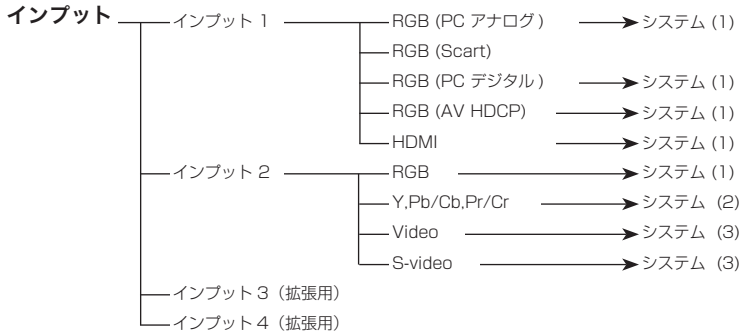 インプット インプット 1 RGB (PC アナログ) システム (1)
RGB (Scart)
RGB (PC デジタル) システム (1)
RGB (AV HDCP) システム (1)
HDMI システム (1)
インプット 2 RGB システム (1)
Y,Pb/Cb,Pr/Cr システム (2)
Video システム (3)
S-video システム (3)
インプット 3（拡張用）
インプット 4（拡張用）